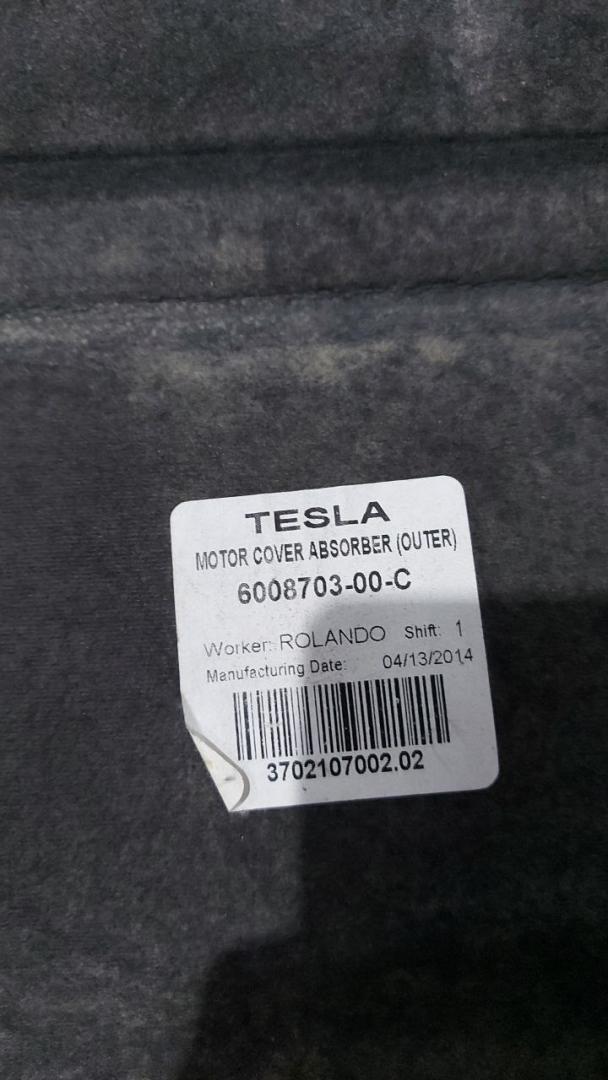 TESLA
MOTOR COVER ABSORBER (OUTER)
6008703-00-C
Worker: ROLANDO Shift: 1
Manufacturing Date: 04/13/2014
3702107002.02